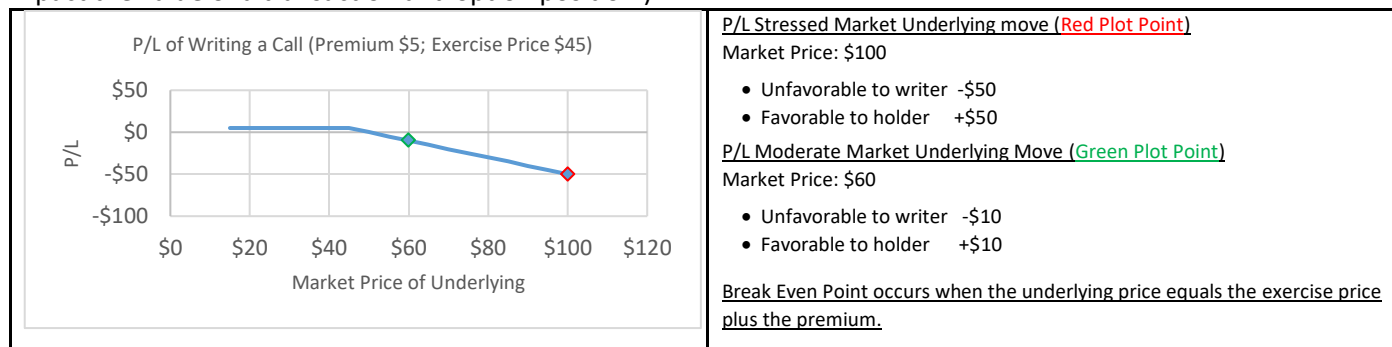 P/L of Writing a Call (Premium $5; Exercise Price $45)
$50
$0
-$50
-$100
P/L
$0 $20 $40 $60 $80 $100 $120
Market Price of Underlying
P/L Stressed Market Underlying move (Red Plot Point)
Market Price: $100
• Unfavorable to writer -$50
• Favorable to holder +$50
P/L Moderate Market Underlying Move (Green Plot Point)
Market Price: $60
• Unfavorable to writer -$10
• Favorable to holder +$10
Break Even Point occurs when the underlying price equals the exercise price
plus the premium.